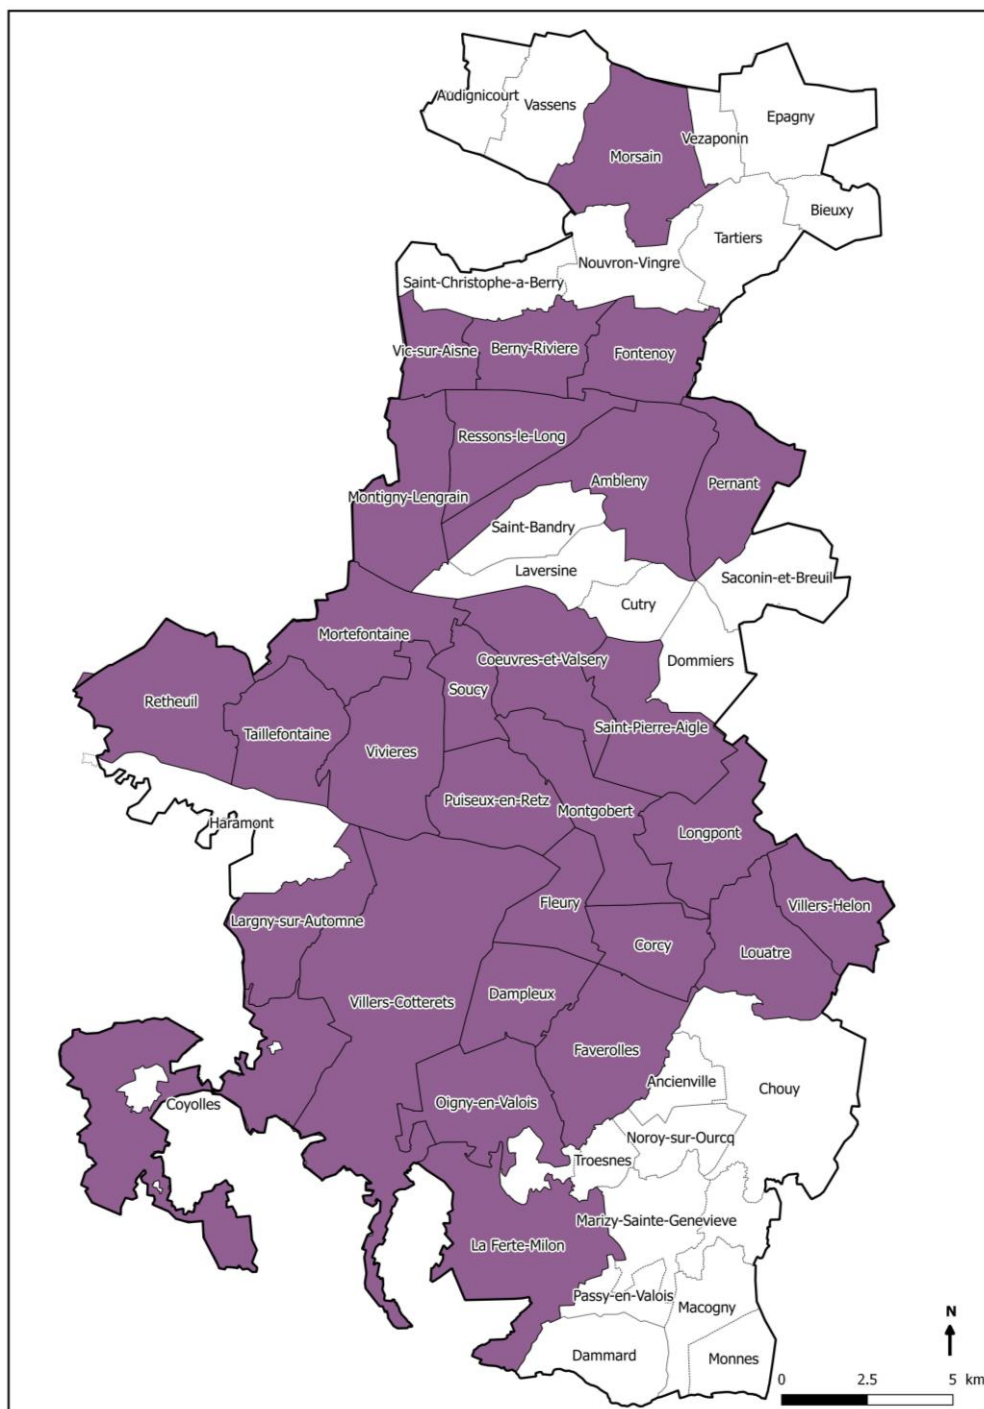 Audignicourt
Vassens
Epagny
Vezaponin
Morsain
Bieuxy
Tartiers
Nouvron-Vingre
Saint-Christophe-a-Berry
Vic-sur-Aisne
Berny-Riviere
Fontenoy
Ressons-le-Long
Ambleny
Pernant
Montigny-Lengrain
Saint-Bandry
Laversine
Saconin-et-Breuil
Cutry
Mortefontaine
Coeuvres-et-Valsery
Dommiers
Soucy
Retheuil
Saint-Pierre-Aigle
Taillefontaine
Vivieres
Puiseux-en-Retz
Montgobert
Haramont
Longpont
Fleury
Villers-Helon
Largny-sur-Automne
Corcy
Louatre
Dampleux
Villers-Cotterets
Faverolles
Ancienville
Chouy
Coyolles
Oigny-en-Valois
Noroy-sur-Ourcq
Troesnes
Marizy-Sainte-Genevieve
La Ferte-Milon
Passy-en-Valois
Macogny
N
Dammard
Monnes
0 2.5 5 km